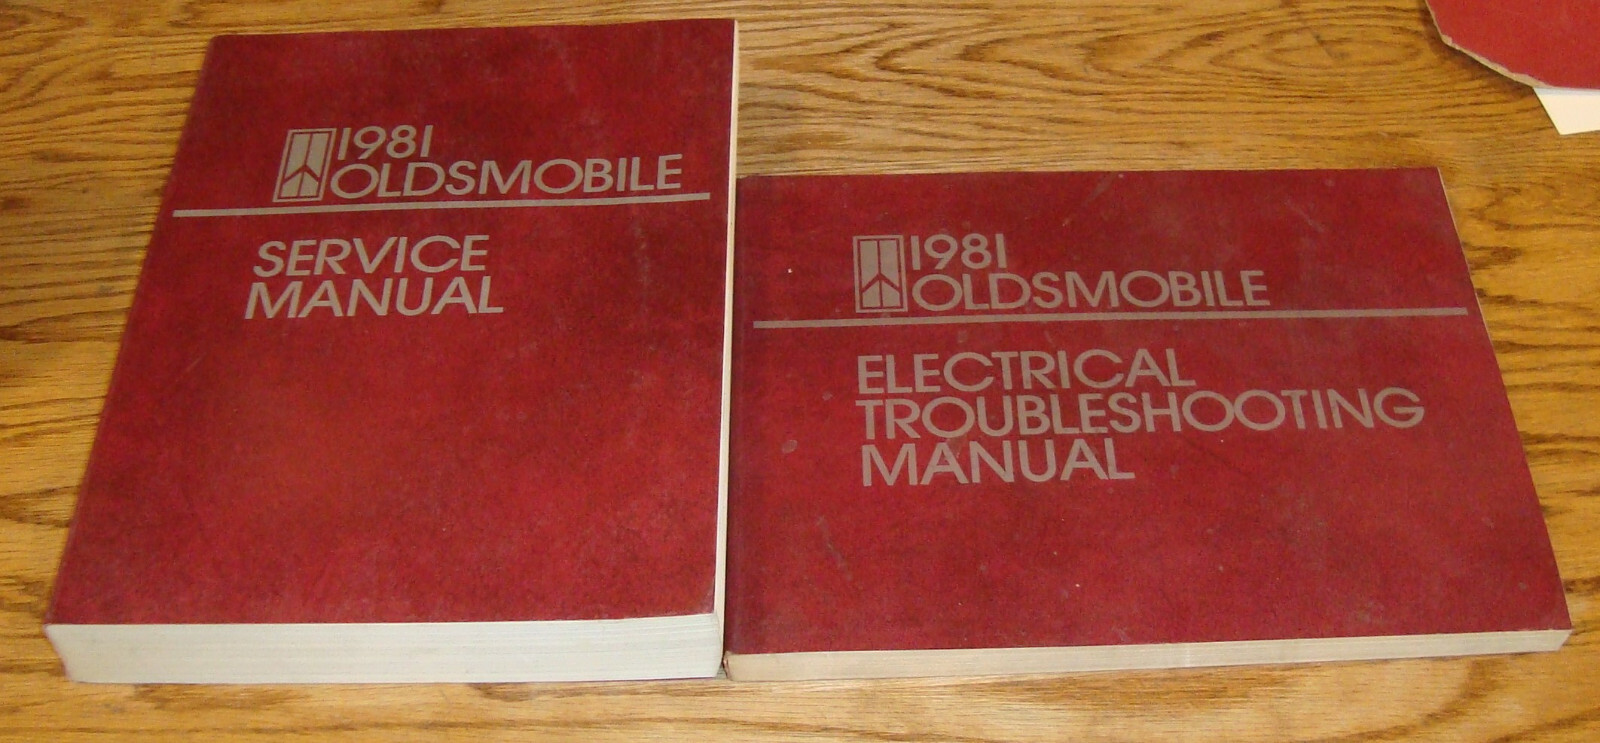 1981
OLDSMOBILE
SERVICE
MANUAL
1981
OLDSMOBILE
ELECTRICAL
TROUBLESHOOTING
MANUAL